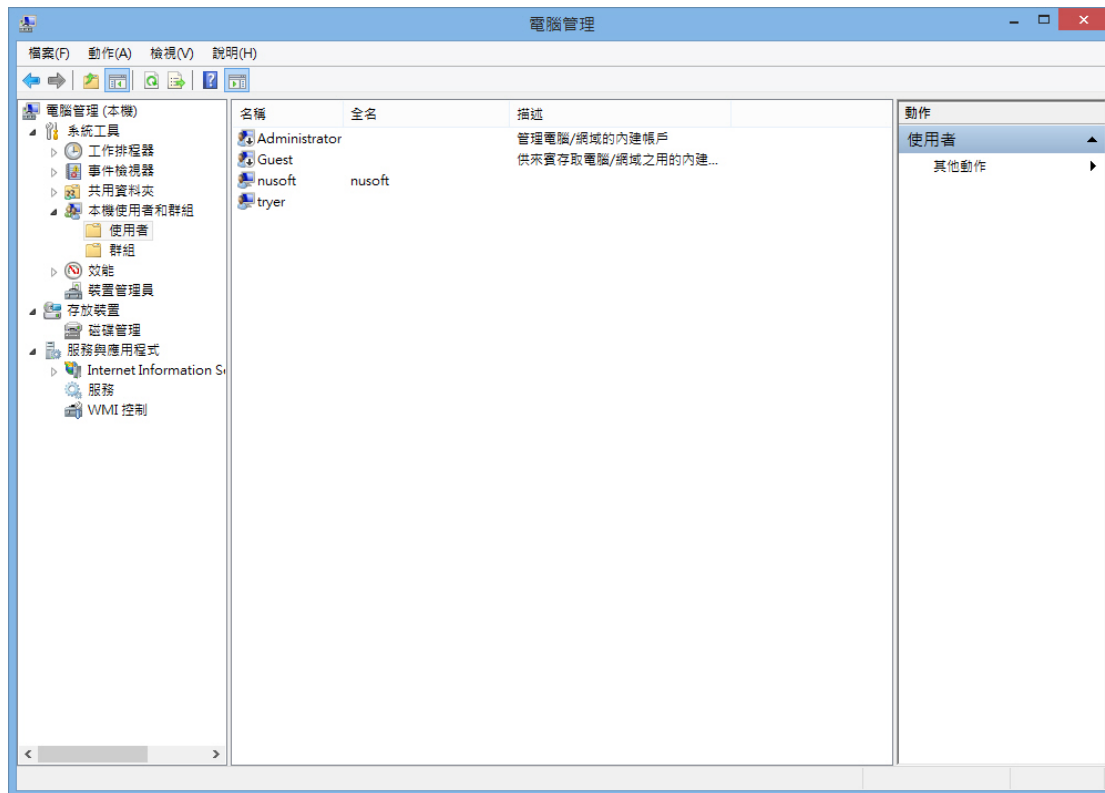 電腦管理
檔案(F) 動作(A) 檢視(V) 說明(H)
電腦管理 (本機)
系統工具
工作排程器
事件檢視器
共用資料夾
本機使用者和群組
使用者
群組
效能
裝置管理員
存放裝置
磁碟管理
服務與應用程式
Internet Information Se
服務
WMI 控制
名稱 全名 描述
Administrator 管理電腦/網域的內建帳戶
Guest 供來賓存取電腦/網域之用的內建...
nusoft nusoft
tryer
動作
使用者
其他動作